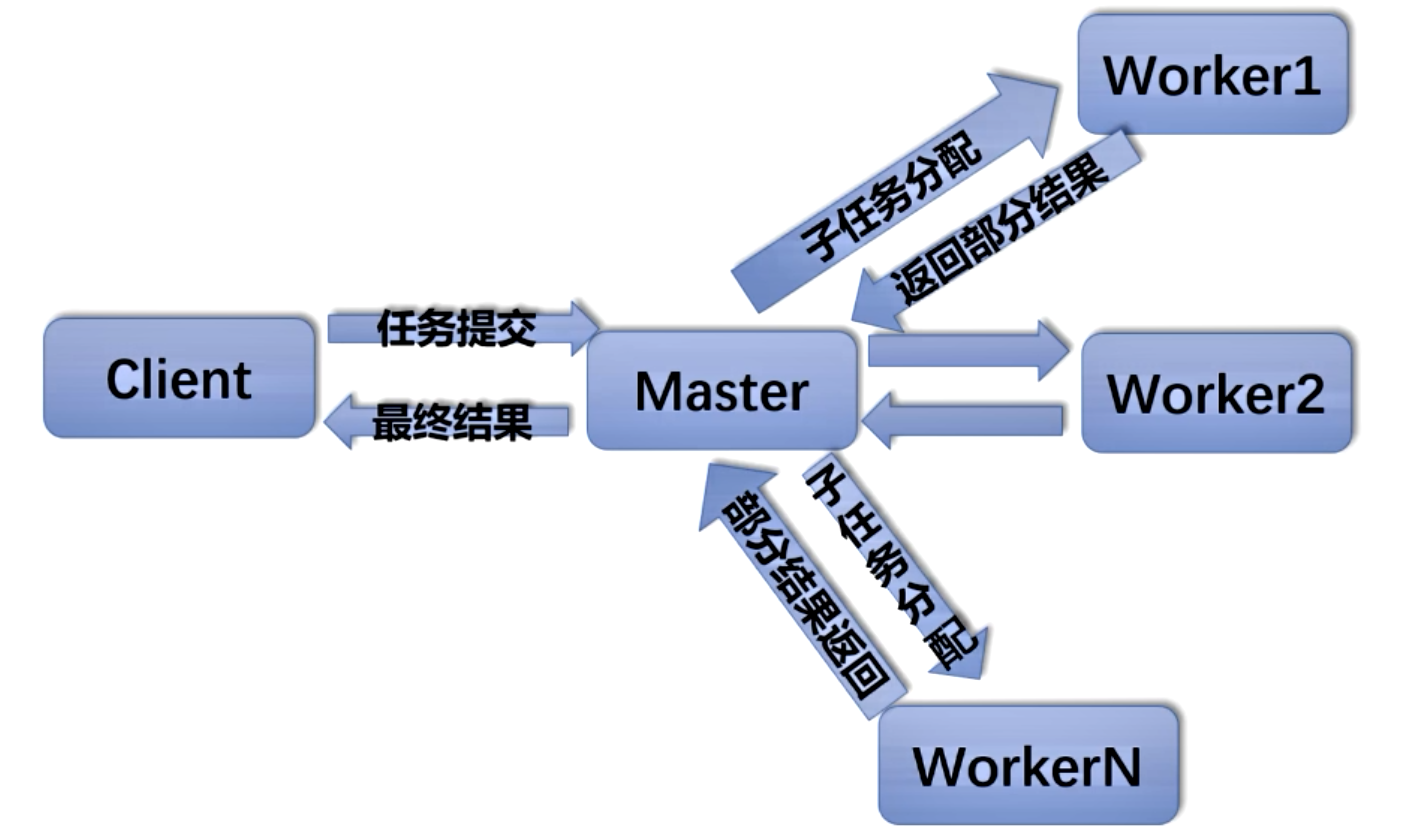 Worker1
子任务分配
返回部分结果
任务提交
Client
Master
Worker2
最终结果
子任务分配
部分结果返回
WorkerN